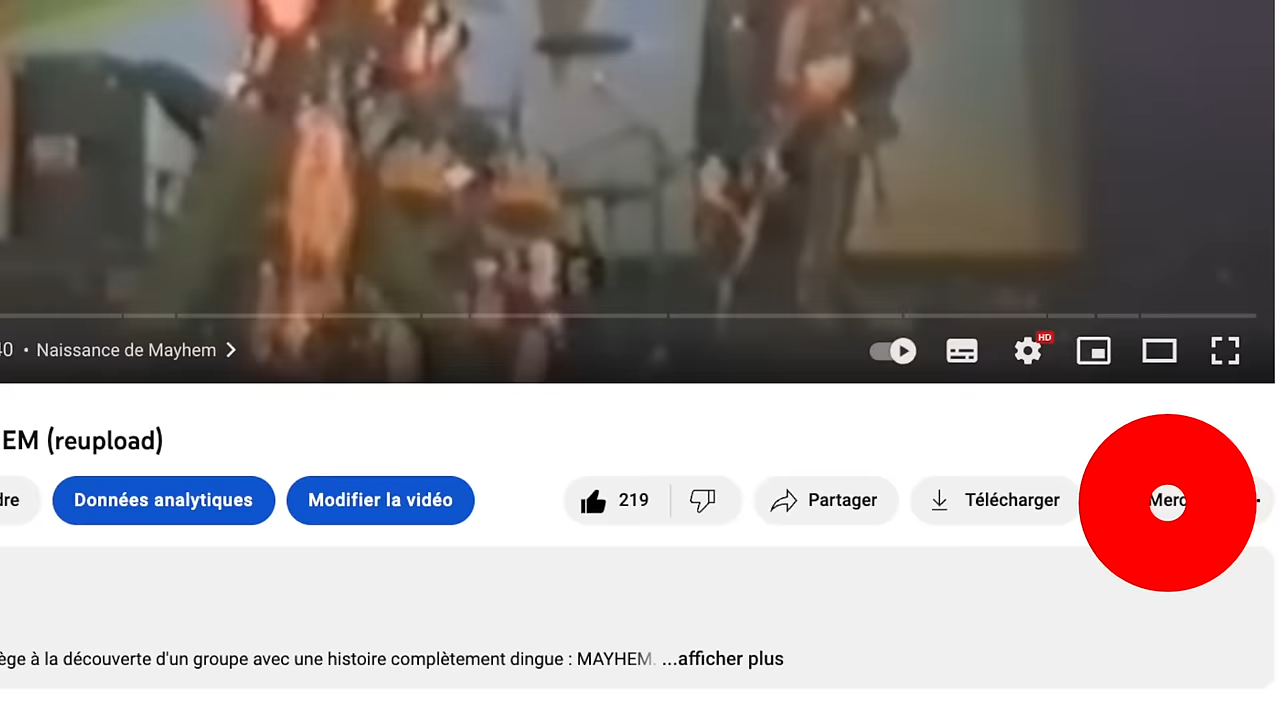 • Naissance de Mayhem
HD
EM (reupload)
dre
Données analytiques
Modifier la vidéo
219
Partager
Télécharger
Merc
ège à la découverte d'un groupe avec une histoire complètement dingue : MAYHEM. ...afficher plus